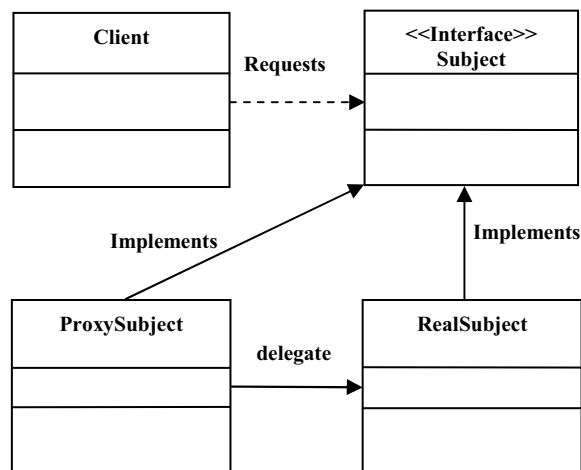 Client
<<Interface>>
Subject
Requests
Implements
Implements
ProxySubject
RealSubject
delegate